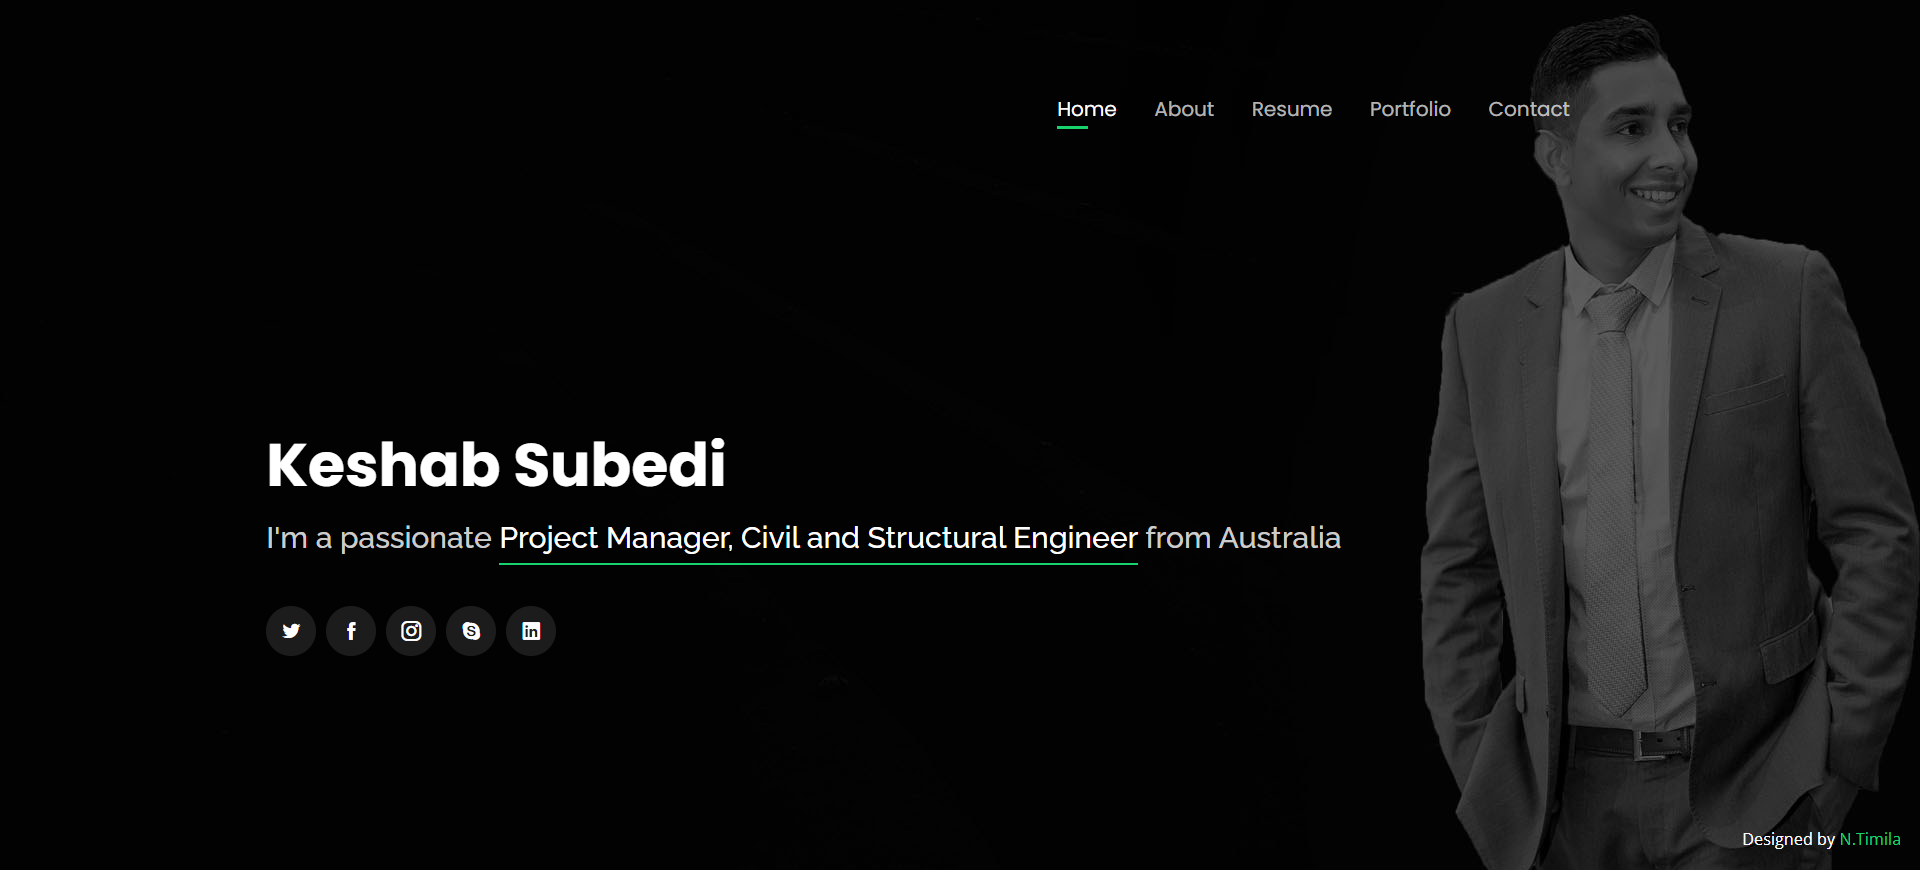 Home About Resume Portfolio Contact
Keshab Subedi
I'm a passionate Project Manager, Civil and Structural Engineer from Australia
Designed by N.Timila